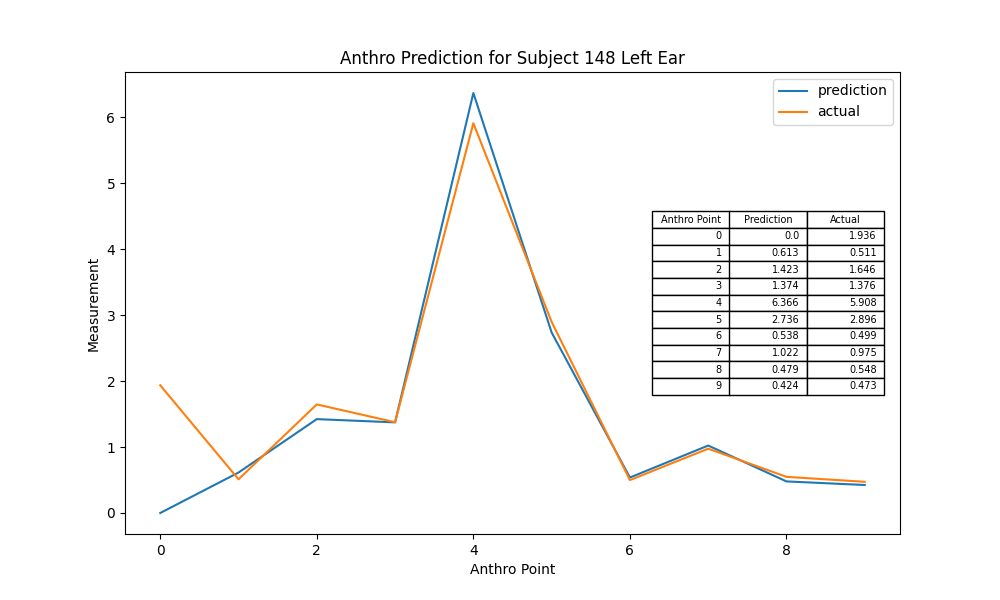 Anthro Prediction for Subject 148 Left Ear
prediction
actual
6
5
4
3
2
1
0
Measurement
Anthro Point Prediction Actual
0 0.0 1.936
1 0.613 0.511
2 1.423 1.646
3 1.374 1.376
4 6.366 5.908
5 2.736 2.896
6 0.538 0.499
7 1.022 0.975
8 0.479 0.548
9 0.424 0.473
0 2 4 6 8
Anthro Point